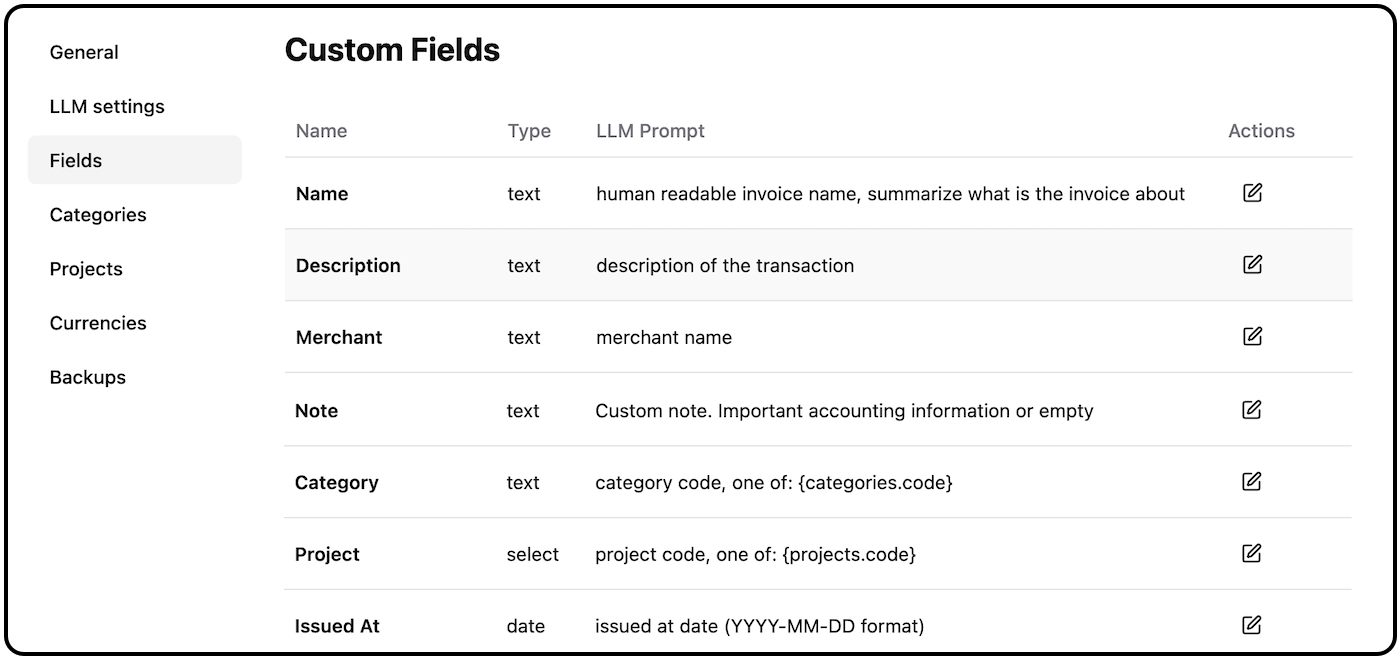 General
LLM settings
Fields
Categories
Projects
Currencies
Backups
Custom Fields
Name Type LLM Prompt Actions
Name text human readable invoice name, summarize what is the invoice about
Description text description of the transaction
Merchant text merchant name
Note text Custom note. Important accounting information or empty
Category text category code, one of: {categories.code}
Project select project code, one of: {projects.code}
Issued At date issued at date (YYYY-MM-DD format)